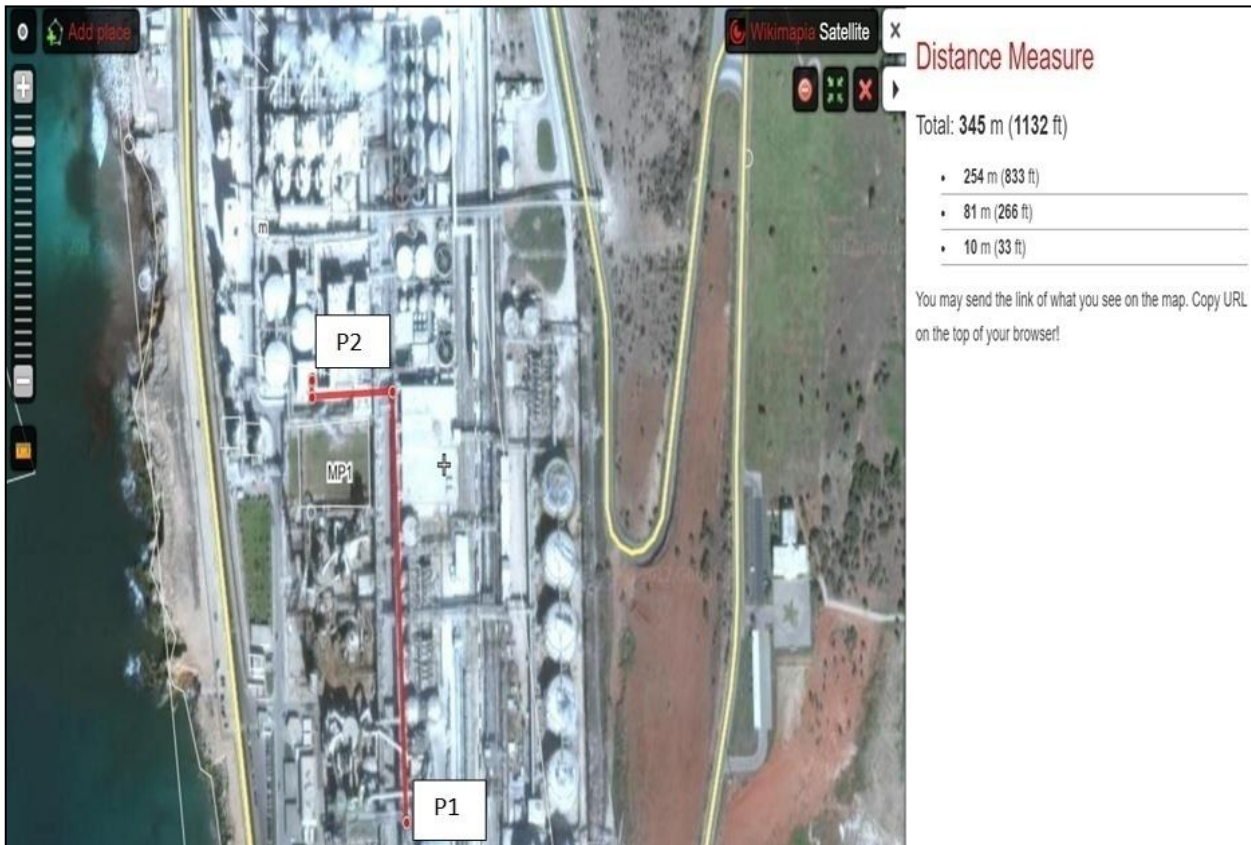 Add place
Wikimapia Satellite
Distance Measure
Total: 345 m (1132 ft)
254 m (833 ft)
81 m (266 ft)
10 m (33 ft)
You may send the link of what you see on the map. Copy URL
on the top of your browser!
m
P2
MP1
P1